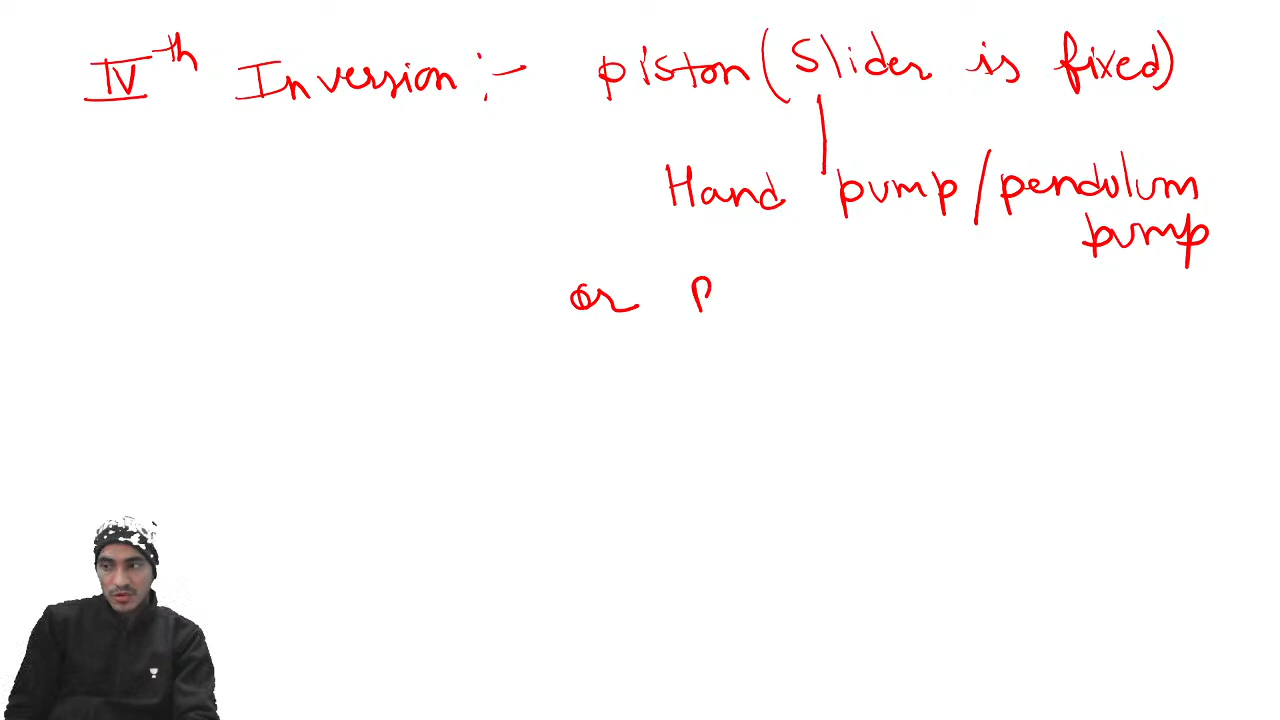 IVth Inversion :- piston (Slider is fixed)
Hand pump / pendulum
pump
or